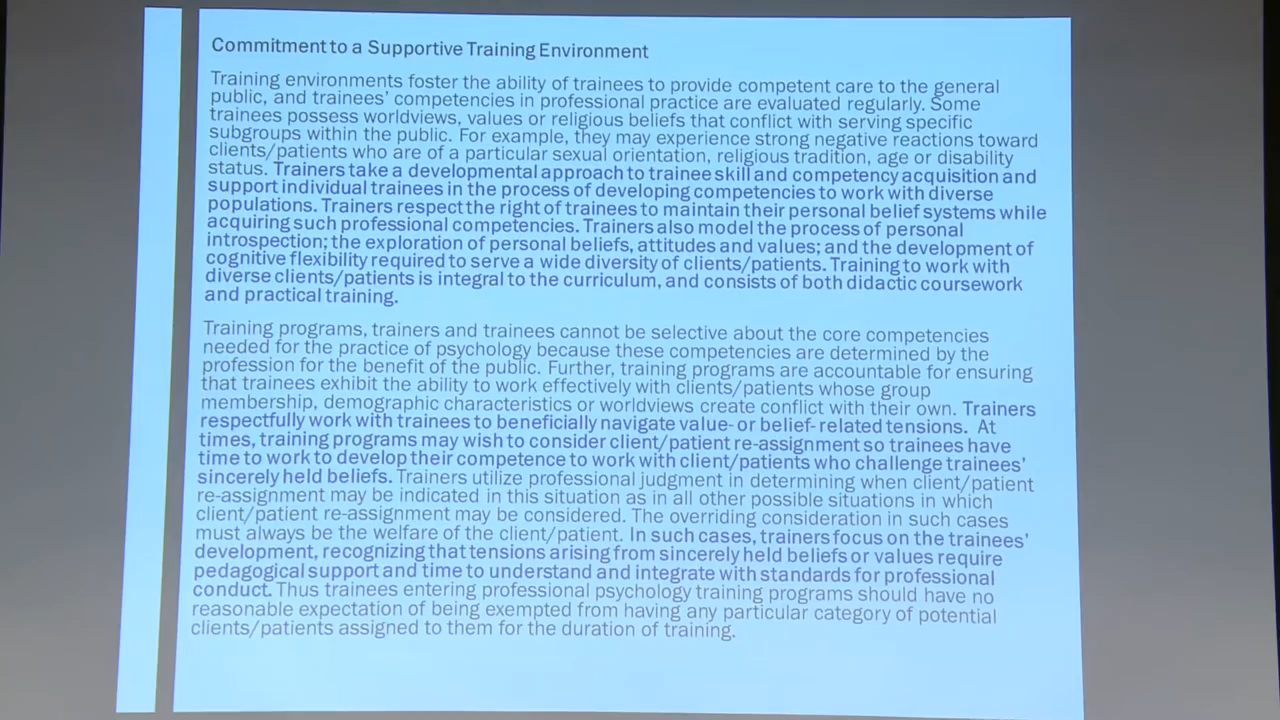 Commitment to a Supportive Training Environment
Training environments foster the ability of trainees to provide competent care to the general
public, and trainees' competencies in professional practice are evaluated regularly. Some
trainees possess worldviews, values or religious beliefs that conflict with serving specific
subgroups within the public. For example, they may experience strong negative reactions toward
clients/patients who are of a particular sexual orientation, religious tradition, age or disability
status. Trainers take a developmental approach to trainee skill and competency acquisition and
support individual trainees in the process of developing competencies to work with diverse
populations. Trainers respect the right of trainees to maintain their personal belief systems while
acquiring such professional competencies. Trainers also model the process of personal
introspection; the exploration of personal beliefs, attitudes and values; and the development of
cognitive flexibility required to serve a wide diversity of clients/patients. Training to work with
diverse clients/patients is integral to the curriculum, and consists of both didactic coursework
and practical training.
Training programs, trainers and trainees cannot be selective about the core competencies
needed for the practice of psychology because these competencies are determined by the
profession for the benefit of the public. Further, training programs are accountable for ensuring
that trainees exhibit the ability to work effectively with clients/patients whose group
membership, demographic characteristics or worldviews create conflict with their own. Trainers
respectfully work with trainees to beneficially navigate value- or belief-related tensions. At
times, training programs may wish to consider client/patient re-assignment so trainees have
time to work to develop their competence to work with client/patients who challenge trainees'
sincerely held beliefs. Trainers utilize professional judgment in determining when client/patient
re-assignment may be indicated in this situation as in all other possible situations in which
client/patient re-assignment may be considered. The overriding consideration in such cases
must always be the welfare of the client/patient. In such cases, trainers focus on the trainees'
development, recognizing that tensions arising from sincerely held beliefs or values require
pedagogical support and time to understand and integrate with standards for professional
conduct. Thus trainees entering professional psychology training programs should have no
reasonable expectation of being exempted from having any particular category of potential
clients/patients assigned to them for the duration of training.